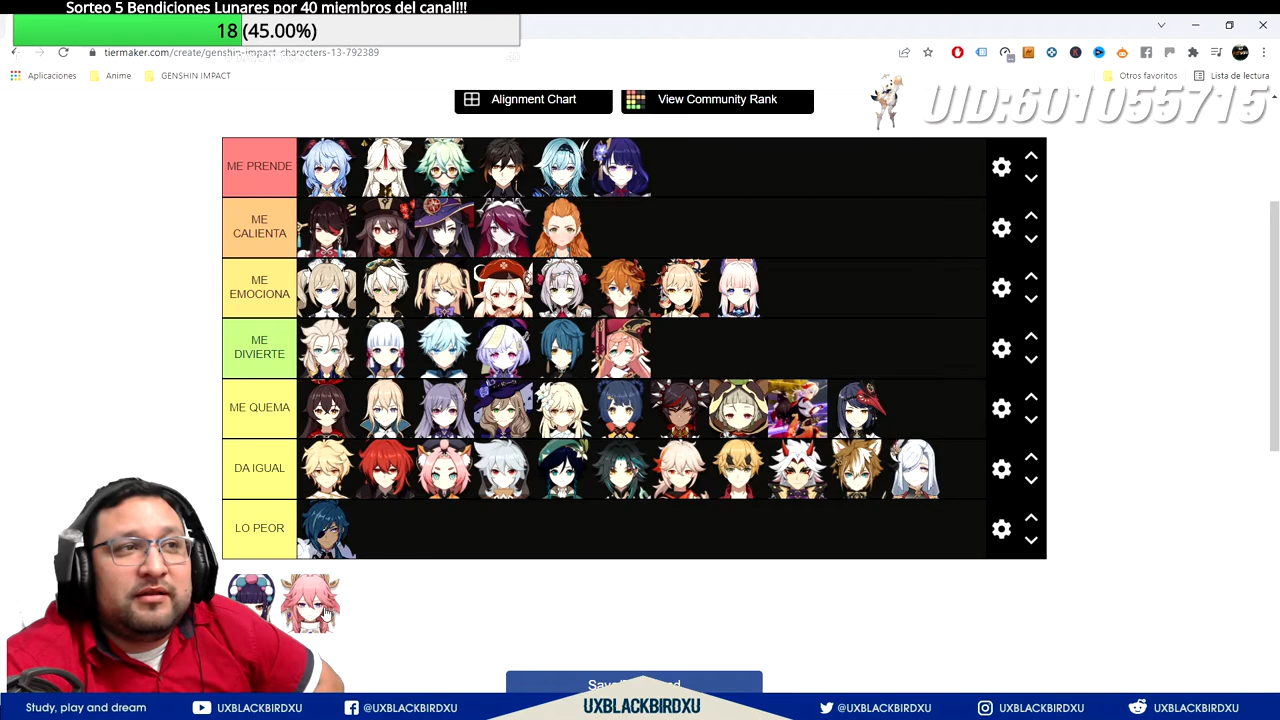 Sorteo 5 Bendiciones Lunares por 40 miembros del canal!!!
18 (45.00%)
tiermaker.com/create/genshin-impact-characters-13-792389
Aplicaciones
Anime
GENSHIN IMPACT
Otros favoritos
Lista de lectura
Alignment Chart
View Community Rank
UID:601055715
ME PRENDE
ME
CALIENTA
ME
EMOCIONA
ME
DIVIERTE
ME QUEMA
DA IGUAL
LO PEOR
Study, play and dream
UXBLACKBIRDXU
@UXBLACKBIRDXU
UXBLACKBIRDXU
@UXBLACKBIRDXU
UXBLACKBIRDXU
UXBLACKBIRDXU